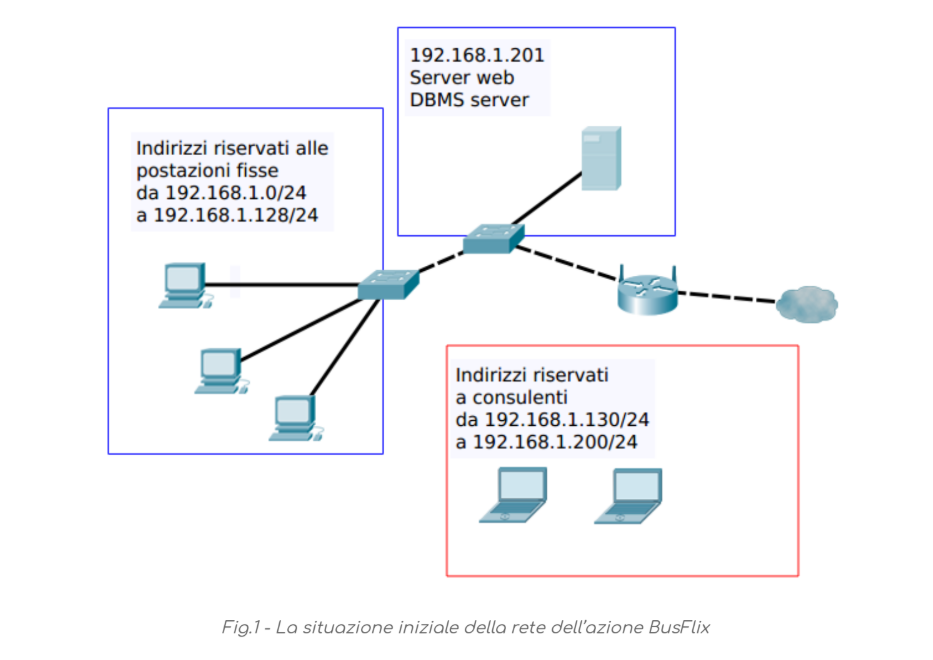 192.168.1.201
Server web
DBMS server
Indirizzi riservati alle
postazioni fisse
da 192.168.1.0/24
a 192.168.1.128/24
Indirizzi riservati
a consulenti
da 192.168.1.130/24
a 192.168.1.200/24
Fig.1 - La situazione iniziale della rete dell'azione BusFlix